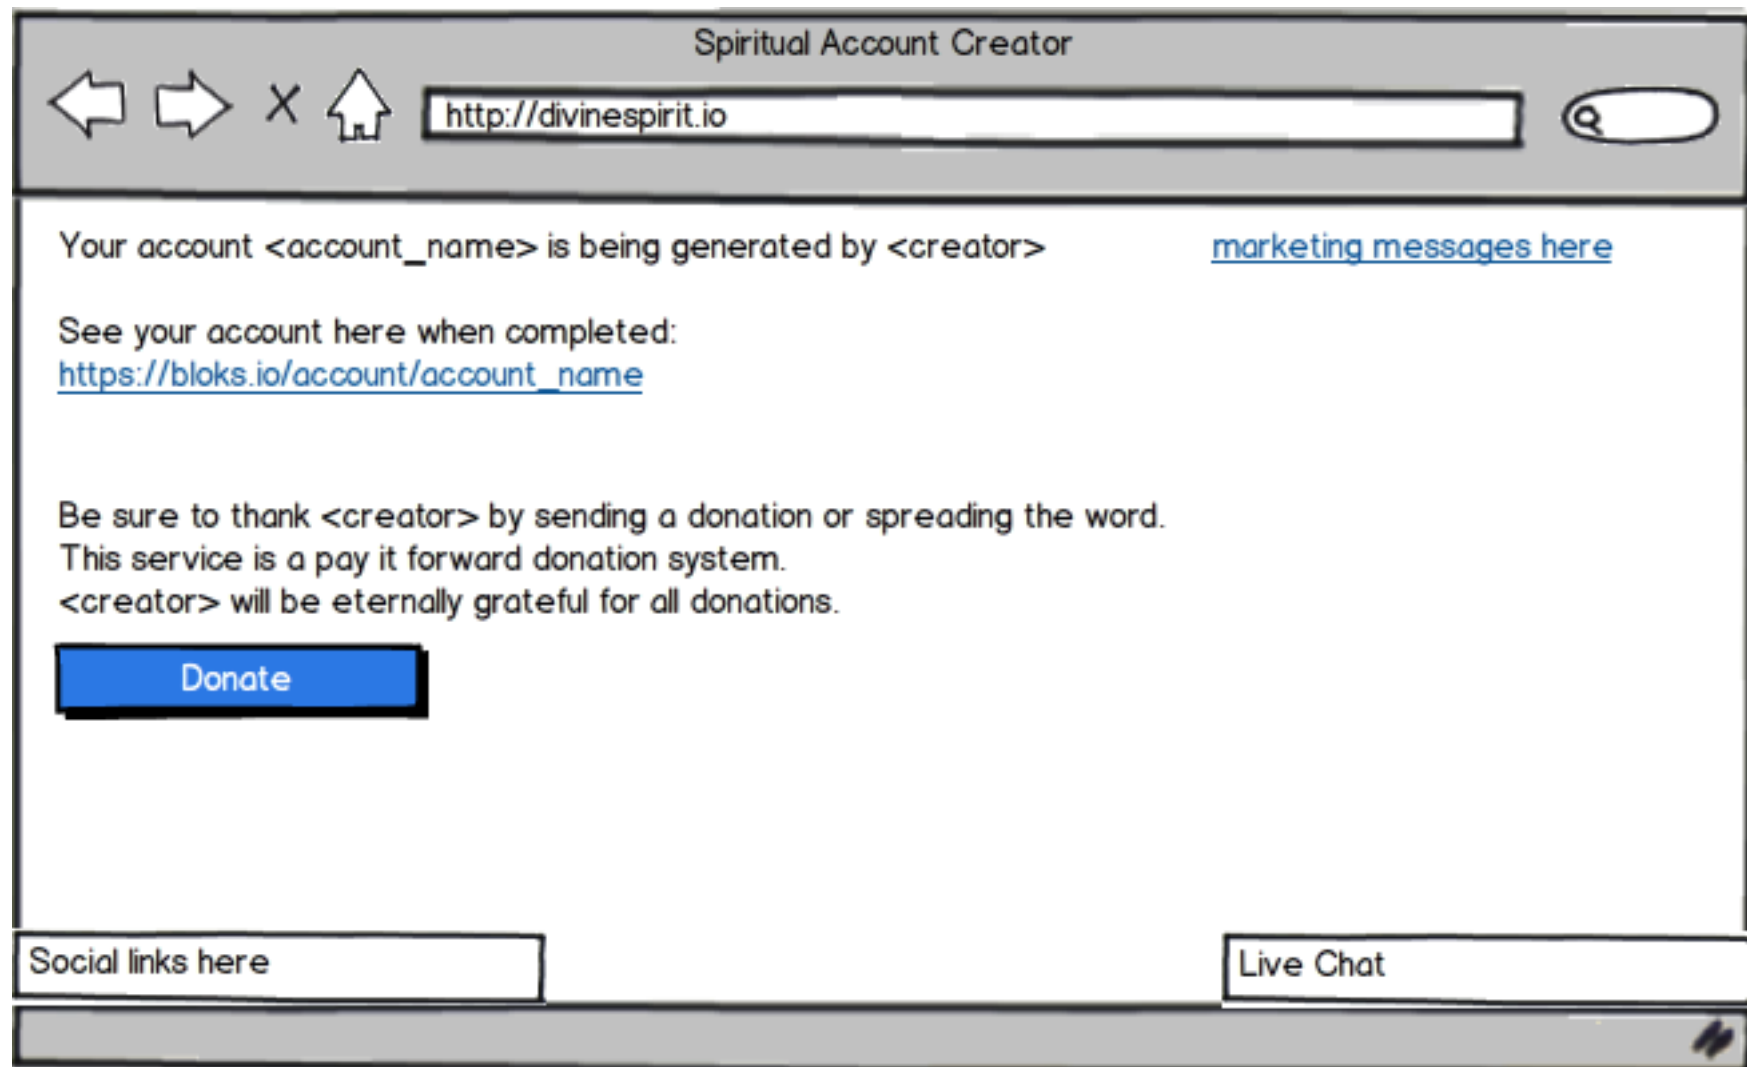 Spiritual Account Creator
http://divinespirit.io
Your account <account_name> is being generated by <creator>
marketing messages here
See your account here when completed:
https://bloks.io/account/account_name
Be sure to thank <creator> by sending a donation or spreading the word.
This service is a pay it forward donation system.
<creator> will be eternally grateful for all donations.
Donate
Social links here
Live Chat